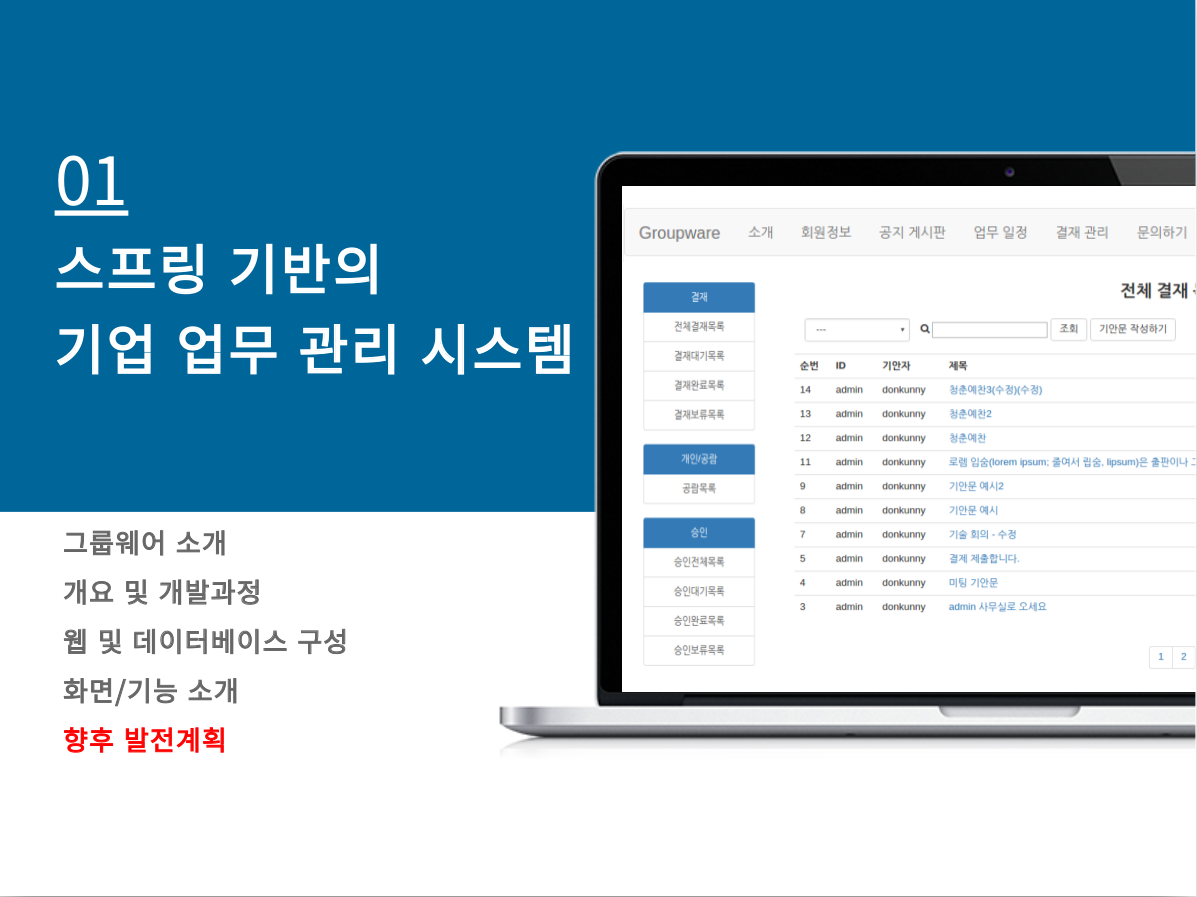 01
스프링 기반의
기업 업무 관리 시스템
그룹웨어 소개
개요 및 개발과정
웹 및 데이터베이스 구성
화면/기능 소개
향후 발전계획
Groupware 소개 회원정보 공지 게시판 업무 일정 결재 관리 문의하기
결재
전체결재목록
결재대기목록
결재완료목록
결재보류목록
개인/공람
공람목록
승인
승인전체목록
승인대기목록
승인완료목록
승인보류목록
전체 결재
--- 조회 기안문 작성하기
순번 ID 기안자 제목
14 admin donkunny 청춘예찬3(수정)(수정)
13 admin donkunny 청춘예찬2
12 admin donkunny 청춘예찬
11 admin donkunny 로렘 입숨(lorem ipsum; 줄여서 립숨, lipsum)은 출판이나
9 admin donkunny 기안문 예시2
8 admin donkunny 기안문 예시
7 admin donkunny 기술 회의 - 수정
5 admin donkunny 결제 제출합니다.
4 admin donkunny 미팅 기안문
3 admin donkunny admin 사무실로 오세요
1 2